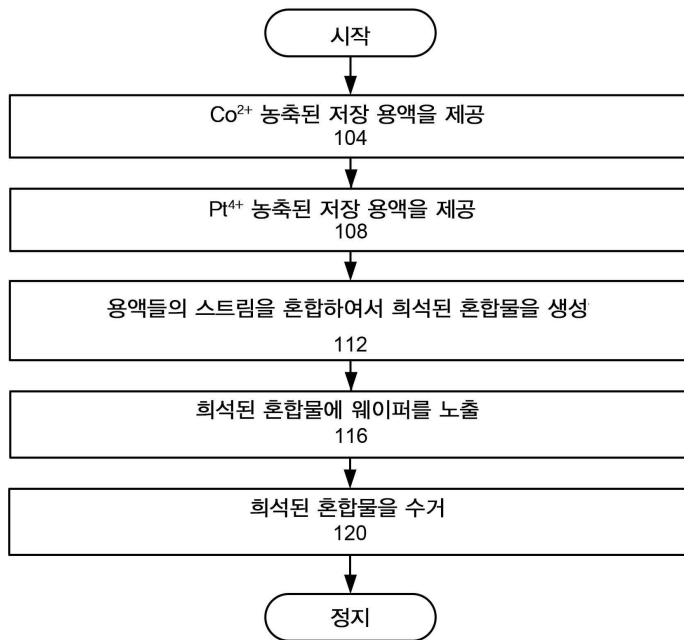 시작
Co²⁺ 농축된 저장 용액을 제공
104
Pt⁴⁺ 농축된 저장 용액을 제공
108
용액들의 스트림을 혼합하여서 희석된 혼합물을 생성
112
희석된 혼합물에 웨이퍼를 노출
116
희석된 혼합물을 수거
120
정지